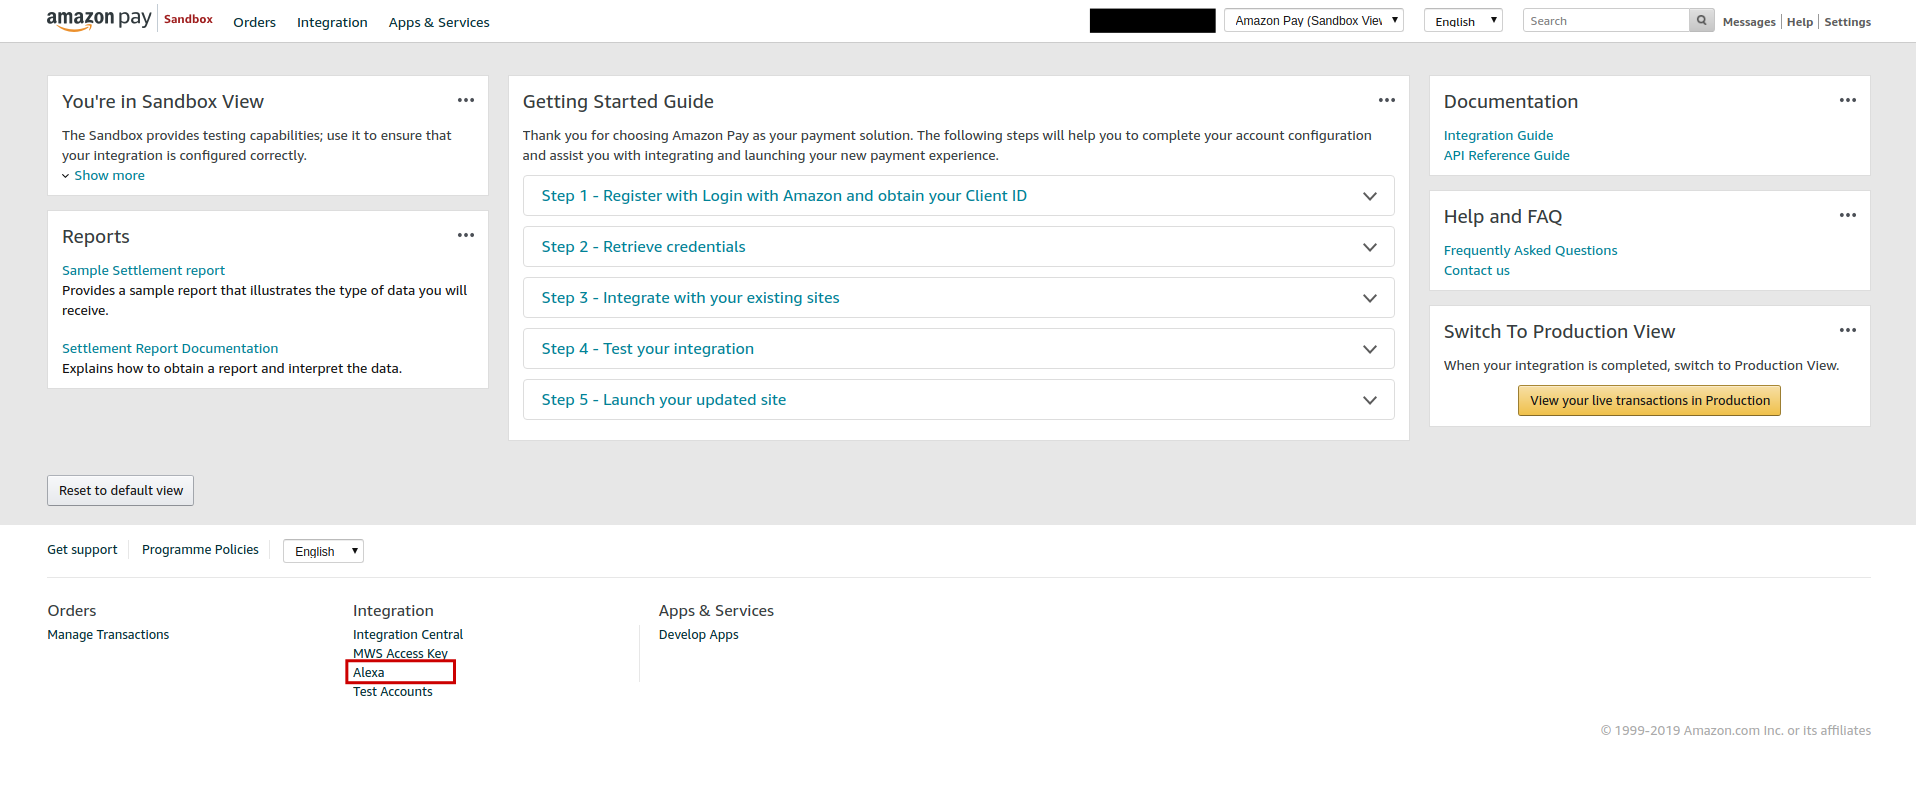 amazon pay Sandbox Orders Integration Apps & Services Amazon Pay (Sandbox View English Search Messages Help Settings
You're in Sandbox View
The Sandbox provides testing capabilities; use it to ensure that
your integration is configured correctly.
Show more
Reports
Sample Settlement report
Provides a sample report that illustrates the type of data you will
receive.
Settlement Report Documentation
Explains how to obtain a report and interpret the data.
Getting Started Guide
Thank you for choosing Amazon Pay as your payment solution. The following steps will help you to complete your account configuration
and assist you with integrating and launching your new payment experience.
Step 1 - Register with Login with Amazon and obtain your Client ID
Step 2 - Retrieve credentials
Step 3 - Integrate with your existing sites
Step 4 - Test your integration
Step 5 - Launch your updated site
Documentation
Integration Guide
API Reference Guide
Help and FAQ
Frequently Asked Questions
Contact us
Switch To Production View
When your integration is completed, switch to Production View.
View your live transactions in Production
Reset to default view
Get support Programme Policies English
Orders
Manage Transactions
Integration
Integration Central
MWS Access Key
Alexa
Test Accounts
Apps & Services
Develop Apps
© 1999-2019 Amazon.com Inc. or its affiliates